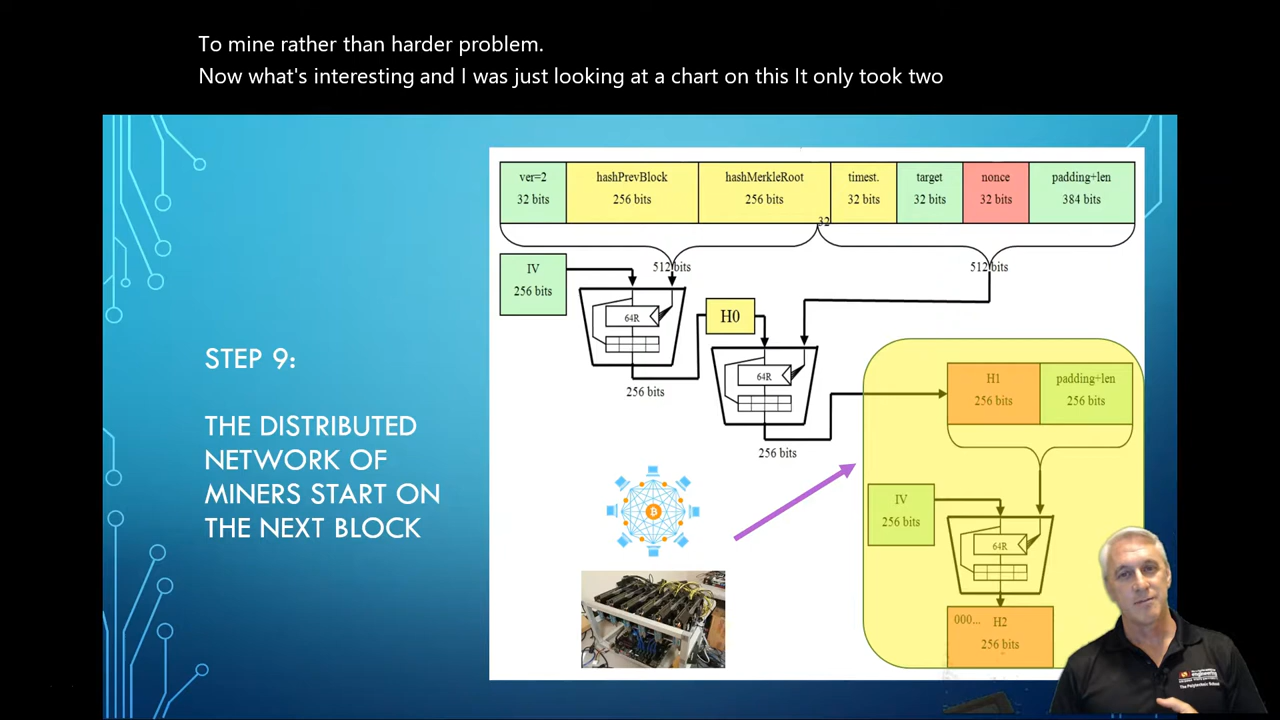 To mine rather than harder problem.
Now what's interesting and I was just looking at a chart on this It only took two
STEP 9:
THE DISTRIBUTED
NETWORK OF
MINERS START ON
THE NEXT BLOCK
ver=2 hashPrevBlock hashMerkleRoot timest. target nonce padding+len
32 bits 256 bits 256 bits 32 bits 32 bits 32 bits 384 bits
32
512 bits 512 bits
IV
256 bits
64R
H0
256 bits
64R
256 bits
H1 padding+len
256 bits 256 bits
IV
256 bits
64R
000... H2
256 bits
The Polytechnic School